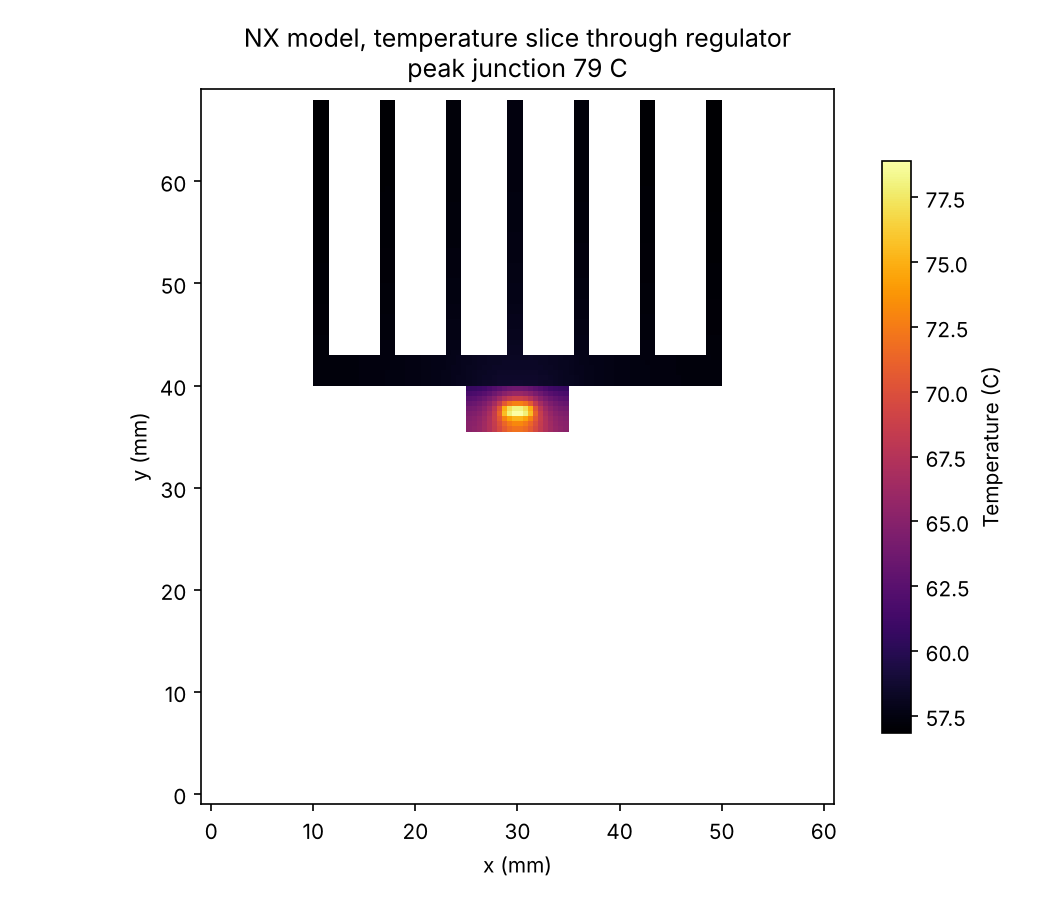 NX model, temperature slice through regulator
peak junction 79 C
60
50
40
30
20
10
0
y (mm)
0 10 20 30 40 50 60
x (mm)
77.5
75.0
72.5
70.0
67.5
65.0
62.5
60.0
57.5
Temperature (C)